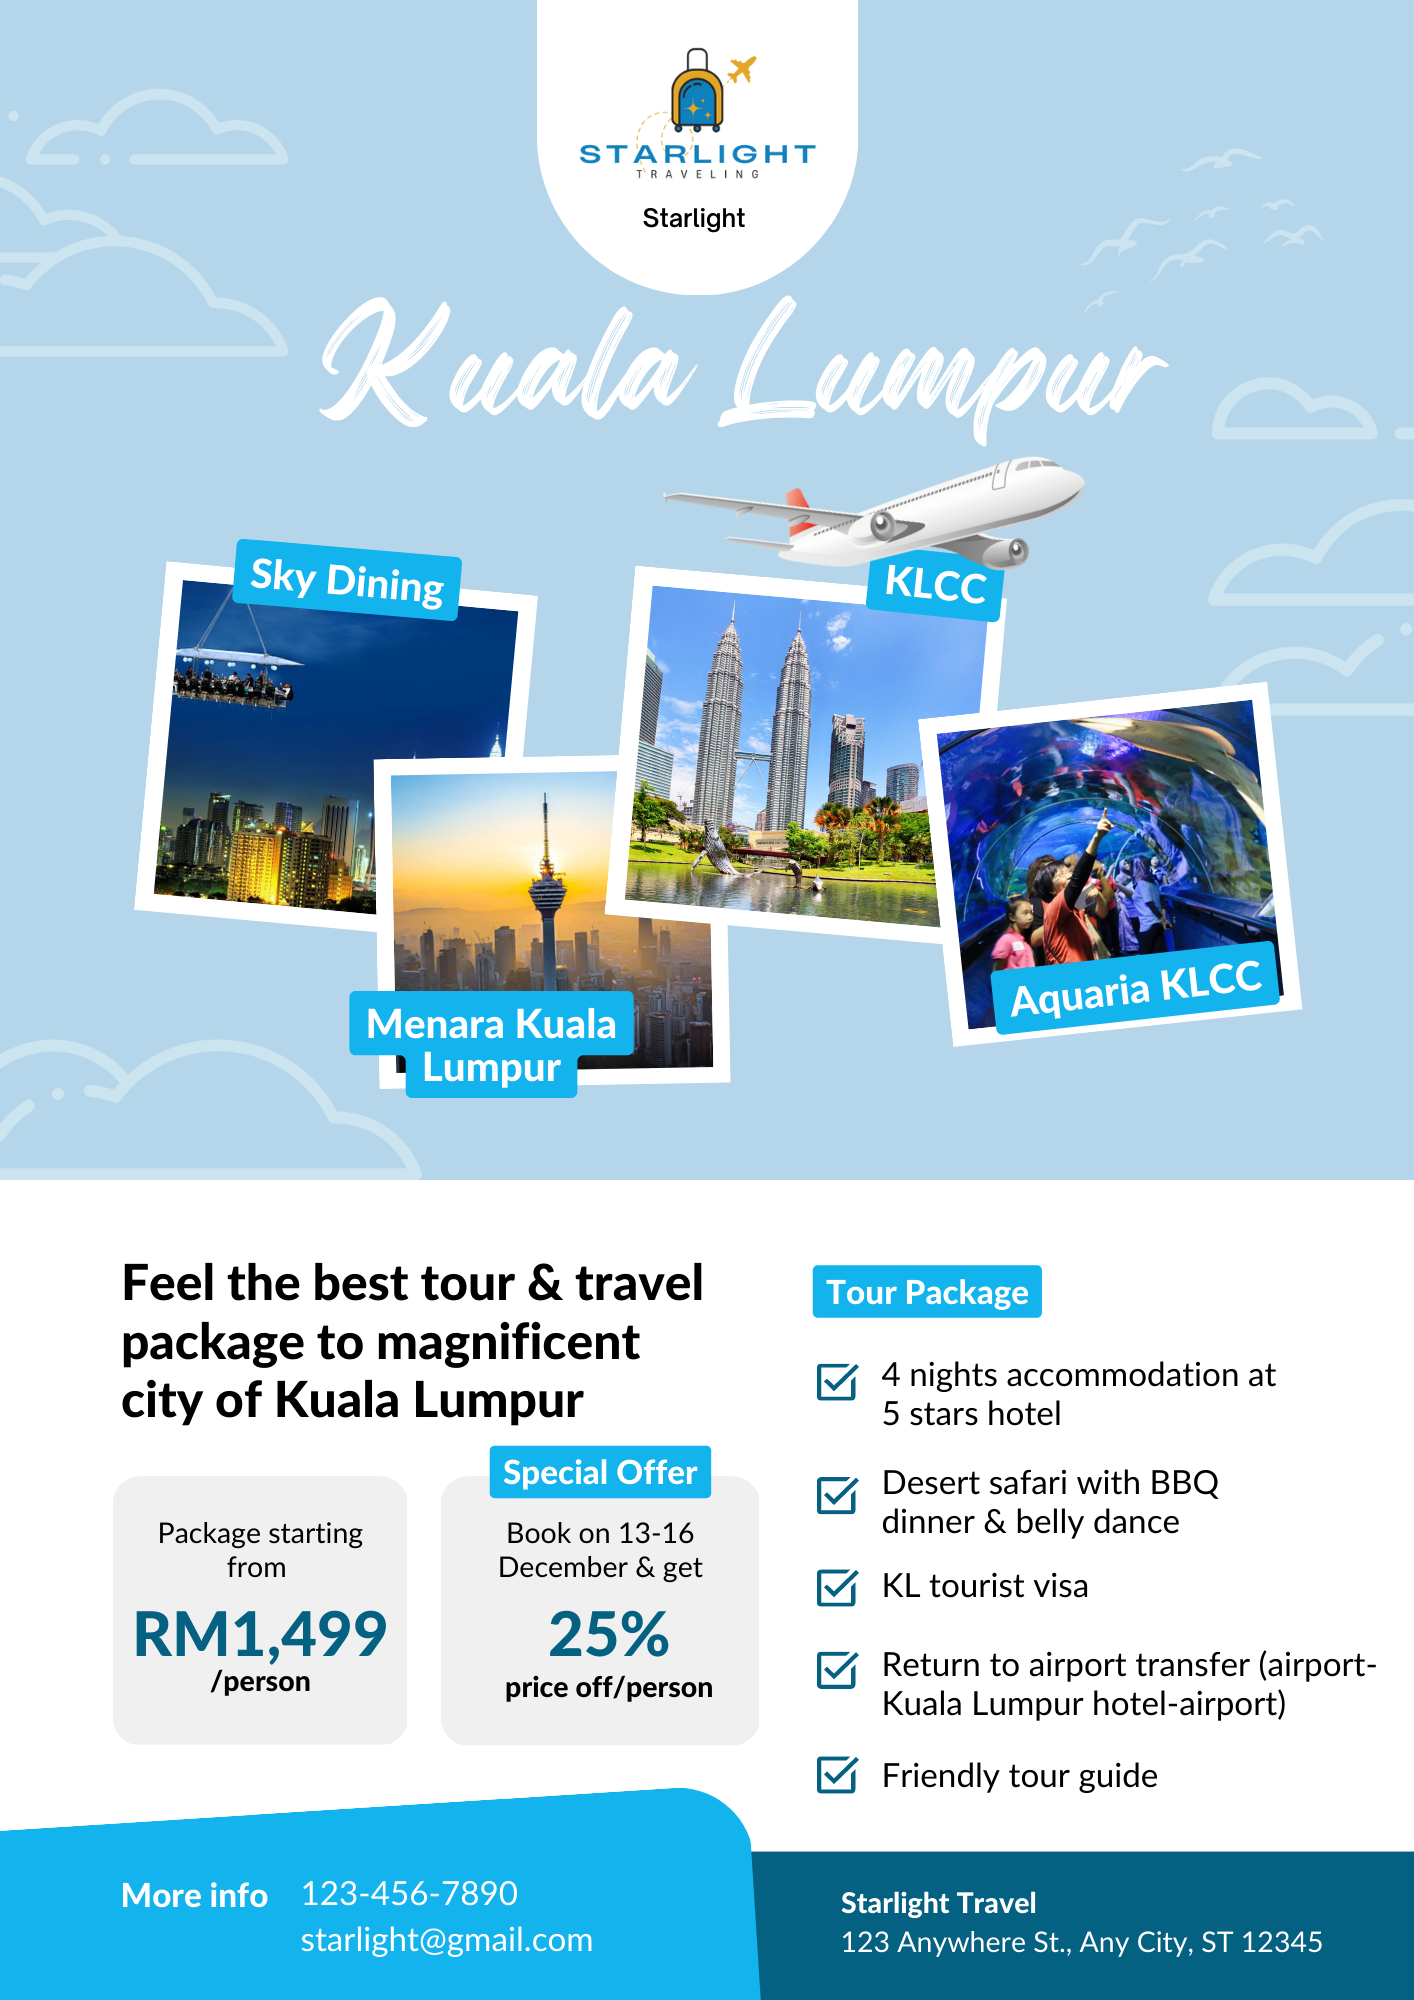 STARLIGHT
TRAVELING
Starlight
Kuala Lumpur
Sky Dining
KLCC
Menara Kuala
Lumpur
Aquaria KLCC
Feel the best tour & travel
package to magnificent
city of Kuala Lumpur
Package starting
from
RM1,499
/person
Special Offer
Book on 13-16
December & get
25%
price off/person
Tour Package
4 nights accommodation at
5 stars hotel
Desert safari with BBQ
dinner & belly dance
KL tourist visa
Return to airport transfer (airport-
Kuala Lumpur hotel-airport)
Friendly tour guide
More info
123-456-7890
starlight@gmail.com
Starlight Travel
123 Anywhere St., Any City, ST 12345